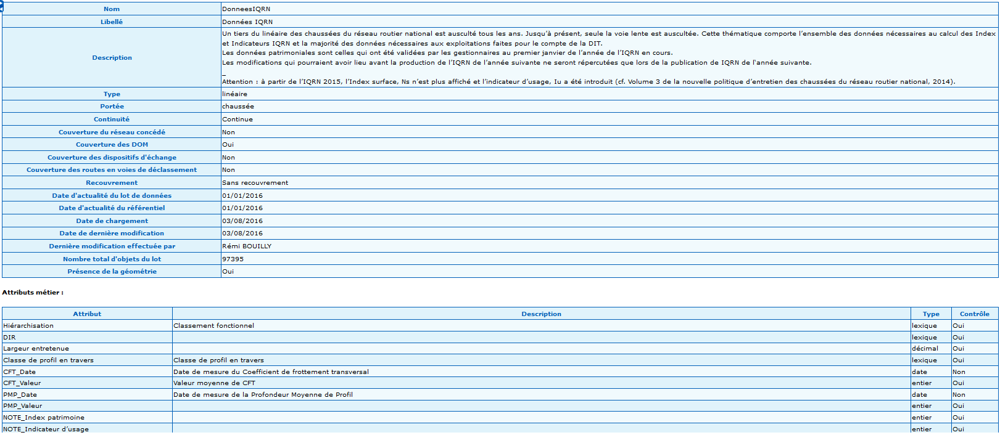 Nom DonneesIQRN
Libellé Données IQRN
Description Un tiers du linéaire des chaussées du réseau routier national est ausculté tous les ans. Jusqu’à présent, seule la voie lente est auscultée. Cette thématique comporte l’ensemble des données nécessaires au calcul des Index
et Indicateurs IQRN et la majorité des données nécessaires aux exploitations faites pour le compte de la DIT.
Les données patrimoniales sont celles qui ont été validées par les gestionnaires au premier janvier de l’année de l’IQRN en cours.
Les modifications qui pourraient avoir lieu avant la production de l’IQRN de l’année suivante ne seront répercutées que lors de la publication de IQRN de l‘année suivante.
_
Attention : à partir de l’IQRN 2015, l’Index surface, Ns n’est plus affiché et l’indicateur d’usage, Iu a été introduit (cf. Volume 3 de la nouvelle politique d’entretien des chaussées du réseau routier national, 2014).
Type linéaire
Portée chaussée
Continuité Continue
Couverture du réseau concédé Non
Couverture des DOM Oui
Couverture des dispositifs d'échange Non
Couverture des routes en voies de déclassement Non
Recouvrement Sans recouvrement
Date d'actualité du lot de données 01/01/2016
Date d'actualité du référentiel 01/01/2016
Date de chargement 03/08/2016
Date de dernière modification 03/08/2016
Dernière modification effectuée par Rémi BOUILLY
Nombre total d'objets du lot 97395
Présence de la géométrie Oui
Attributs métier :
Attribut Description Type Contrôle
Hiérarchisation Classement fonctionnel lexique Oui
DIR lexique Oui
Largeur entretenue décimal Oui
Classe de profil en travers Classe de profil en travers lexique Oui
CFT_Date Date de mesure du Coefficient de frottement transversal date Non
CFT_Valeur Valeur moyenne de CFT entier Oui
PMP_Date Date de mesure de la Profondeur Moyenne de Profil date Non
PMP_Valeur entier Oui
NOTE_Index patrimoine entier Oui
NOTE_Indicateur d’usage entier Oui